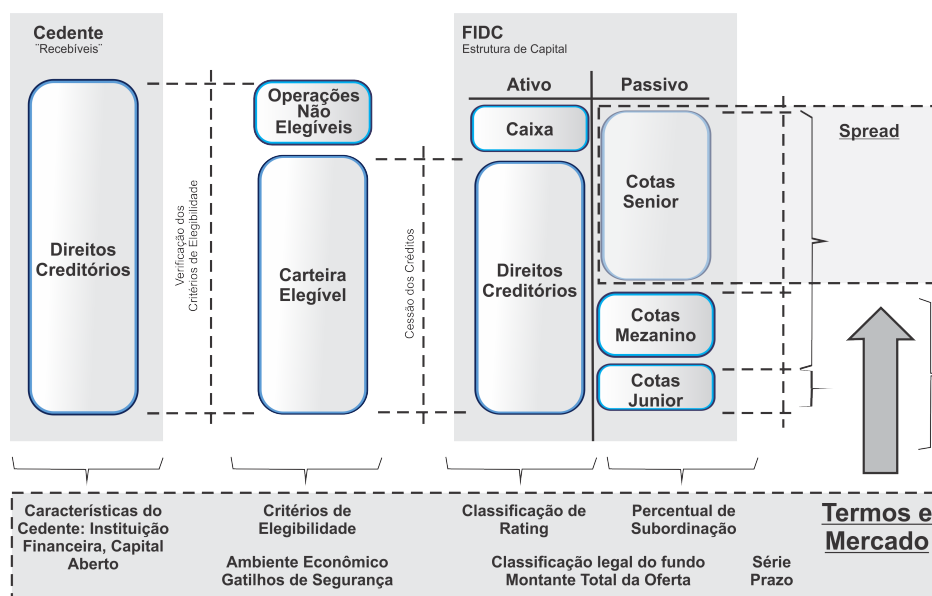 Cedente
¨Recebíveis¨
FIDC
Estrutura de Capital
Ativo
Passivo
Operações
Não
Elegíveis
Caixa
Spread
Cotas
Senior
Direitos
Creditórios
Verificação dos
Critérios de Elegibilidade
Carteira
Elegível
Cessão dos Créditos
Direitos
Creditórios
Cotas
Mezanino
Cotas
Junior
Características do
Cedente: Instituição
Financeira, Capital
Aberto
Critérios de
Elegibilidade
Classificação de
Rating
Percentual de
Subordinação
Termos e
Mercado
Ambiente Econômico
Gatilhos de Segurança
Classificação legal do fundo
Montante Total da Oferta
Série
Prazo